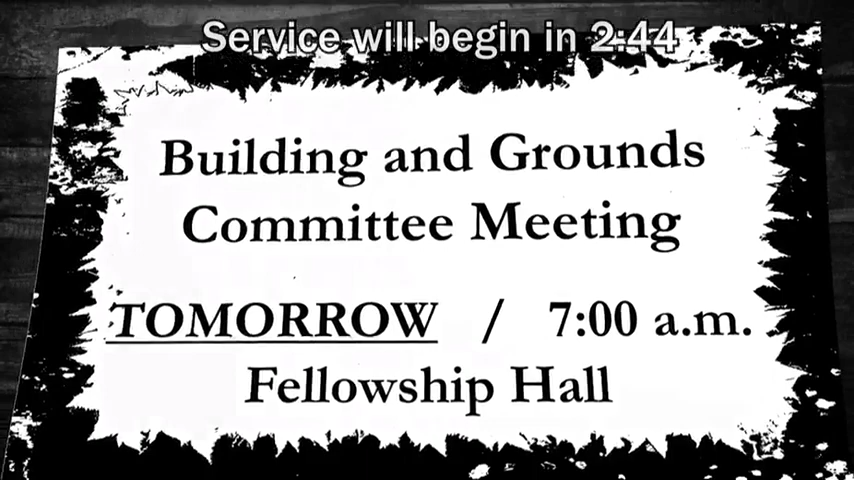 Service will begin in 2:44
Building and Grounds
Committee Meeting
TOMORROW / 7:00 a.m.
Fellowship Hall